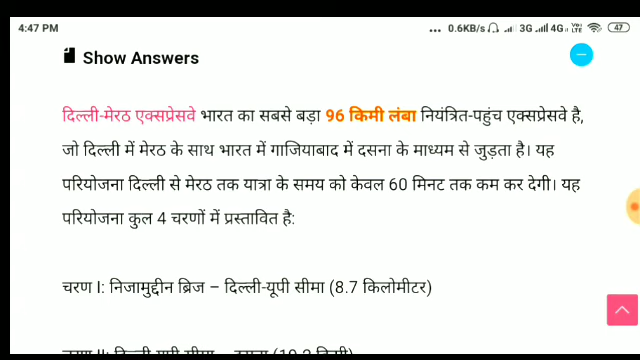 4:47 PM
... 0.6KB/s 3G 4G VoLTE 47
Show Answers
दिल्ली-मेरठ एक्सप्रेसवे भारत का सबसे बड़ा 96 किमी लंबा नियंत्रित-पहुंच एक्सप्रेसवे है,
जो दिल्ली में मेरठ के साथ भारत में गाजियाबाद में दसना के माध्यम से जुड़ता है। यह
परियोजना दिल्ली से मेरठ तक यात्रा के समय को केवल 60 मिनट तक कम कर देगी। यह
परियोजना कुल 4 चरणों में प्रस्तावित है:
चरण I: निजामुद्दीन ब्रिज – दिल्ली-यूपी सीमा (8.7 किलोमीटर)